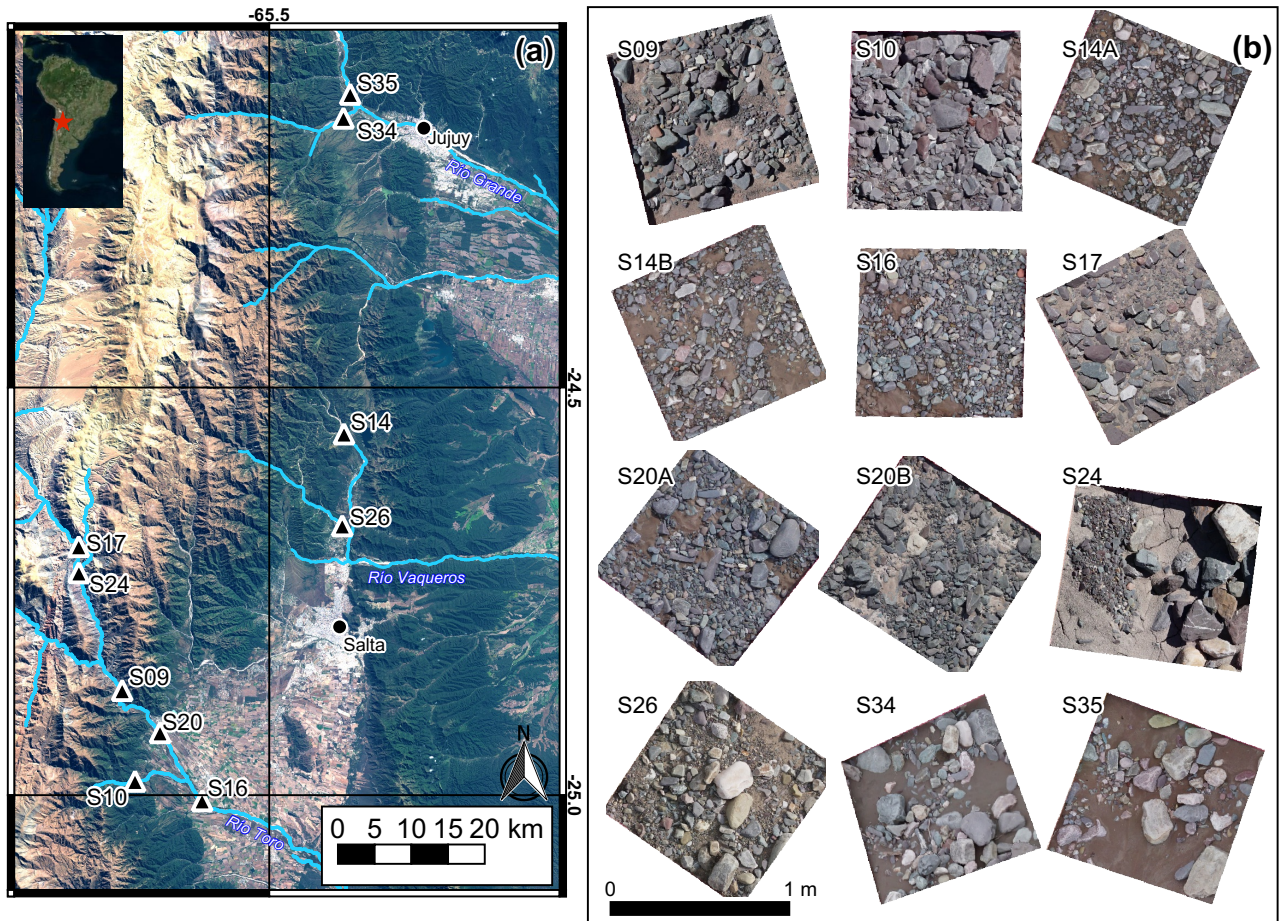 -65.5
(a)
S35
S34
Jujuy
Río Grande
-24.5
S14
S26
S17
S24
Río Vaqueros
Salta
S09
S20
N
S10
S16
-25.0
Río Toro
0 5 10 15 20 km
(b)
S09
S10
S14A
S14B
S16
S17
S20A
S20B
S24
S26
S34
S35
0 1 m